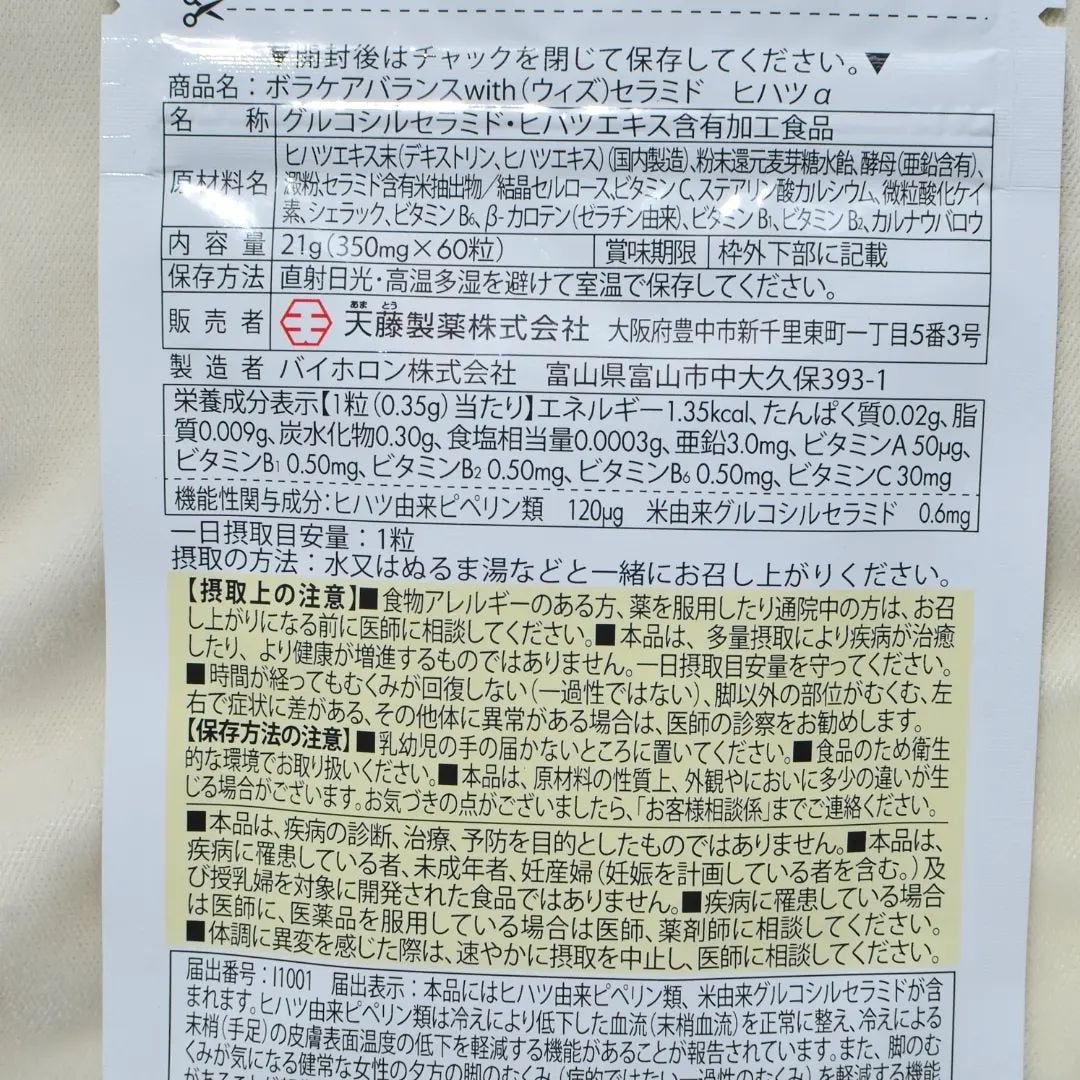 ▼開封後はチャックを閉じて保存してください。▼
商品名：ボラケアバランスwith(ウィズ)セラミド　ヒハツα
名　称 グルコシルセラミド・ヒハツエキス含有加工食品
原材料名 ヒハツエキス末(デキストリン、ヒハツエキス)(国内製造)、粉末還元麦芽糖水飴、酵母(亜鉛含有)、
澱粉、セラミド含有米抽出物／結晶セルロース、ビタミンC、ステアリン酸カルシウム、微粒酸化ケイ
素、シェラック、ビタミンB6、β-カロテン(ゼラチン由来)、ビタミンB1、ビタミンB2、カルナウバロウ
内容量 21g(350mg×60粒) 賞味期限 枠外下部に記載
保存方法 直射日光・高温多湿を避けて室温で保存してください。
あま とう
販売者 天藤製薬株式会社 大阪府豊中市新千里東町一丁目5番3号
製造者 バイホロン株式会社　富山県富山市中大久保393-1
栄養成分表示【1粒(0.35g)当たり】エネルギー1.35kcal、たんぱく質0.02g、脂
質0.009g、炭水化物0.30g、食塩相当量0.0003g、亜鉛3.0mg、ビタミンA 50μg、
ビタミンB1 0.50mg、ビタミンB2 0.50mg、ビタミンB6 0.50mg、ビタミンC 30mg
機能性関与成分：ヒハツ由来ピペリン類　120μg　米由来グルコシルセラミド　0.6mg
一日摂取目安量：1粒
摂取の方法：水又はぬるま湯などと一緒にお召し上がりください。
【摂取上の注意】■食物アレルギーのある方、薬を服用したり通院中の方は、お召
し上がりになる前に医師に相談してください。■本品は、多量摂取により疾病が治癒
したり、より健康が増進するものではありません。一日摂取目安量を守ってください。
■時間が経ってもむくみが回復しない(一過性ではない)、脚以外の部位がむくむ、左
右で症状に差がある、その他体に異常がある場合は、医師の診察をお勧めします。
【保存方法の注意】■乳幼児の手の届かないところに置いてください。■食品のため衛生
的な環境でお取り扱いください。■本品は、原材料の性質上、外観やにおいに多少の違いが生
じる場合がございます。お気づきの点がございましたら、「お客様相談係」までご連絡ください。
■本品は、疾病の診断、治療、予防を目的としたものではありません。■本品は、
疾病に罹患している者、未成年者、妊産婦(妊娠を計画している者を含む。)及
び授乳婦を対象に開発された食品ではありません。■疾病に罹患している場合
は医師に、医薬品を服用している場合は医師、薬剤師に相談してください。
■体調に異変を感じた際は、速やかに摂取を中止し、医師に相談してください。
届出番号：I1001　届出表示：本品にはヒハツ由来ピペリン類、米由来グルコシルセラミドが含
まれます。ヒハツ由来ピペリン類は冷えにより低下した血流(末梢血流)を正常に整え、冷えによる
末梢(手足)の皮膚表面温度の低下を軽減する機能があることが報告されています。また、脚のむ
くみが気になる健常な女性の夕方の脚のむくみ(病的ではない一過性のむくみ)を軽減する機能